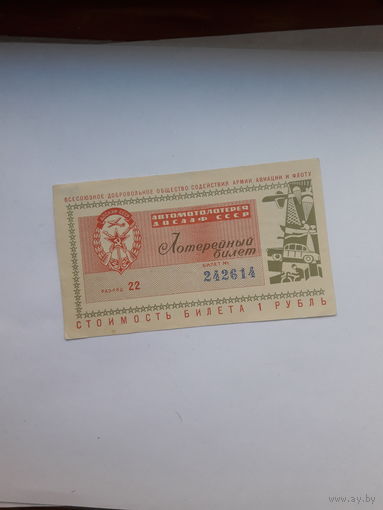 ВСЕСОЮЗНОЕ ДОБРОВОЛЬНОЕ ОБЩЕСТВО СОДЕЙСТВИЯ АРМИИ, АВИАЦИИ И ФЛОТУ
АВТОМОТОЛОТЕРЕЯ
ДОСААФ СССР
Лотерейный
билет
БИЛЕТ №
РАЗРЯД 22
242614
СТОИМОСТЬ БИЛЕТА 1 РУБЛЬ
www.ay.by